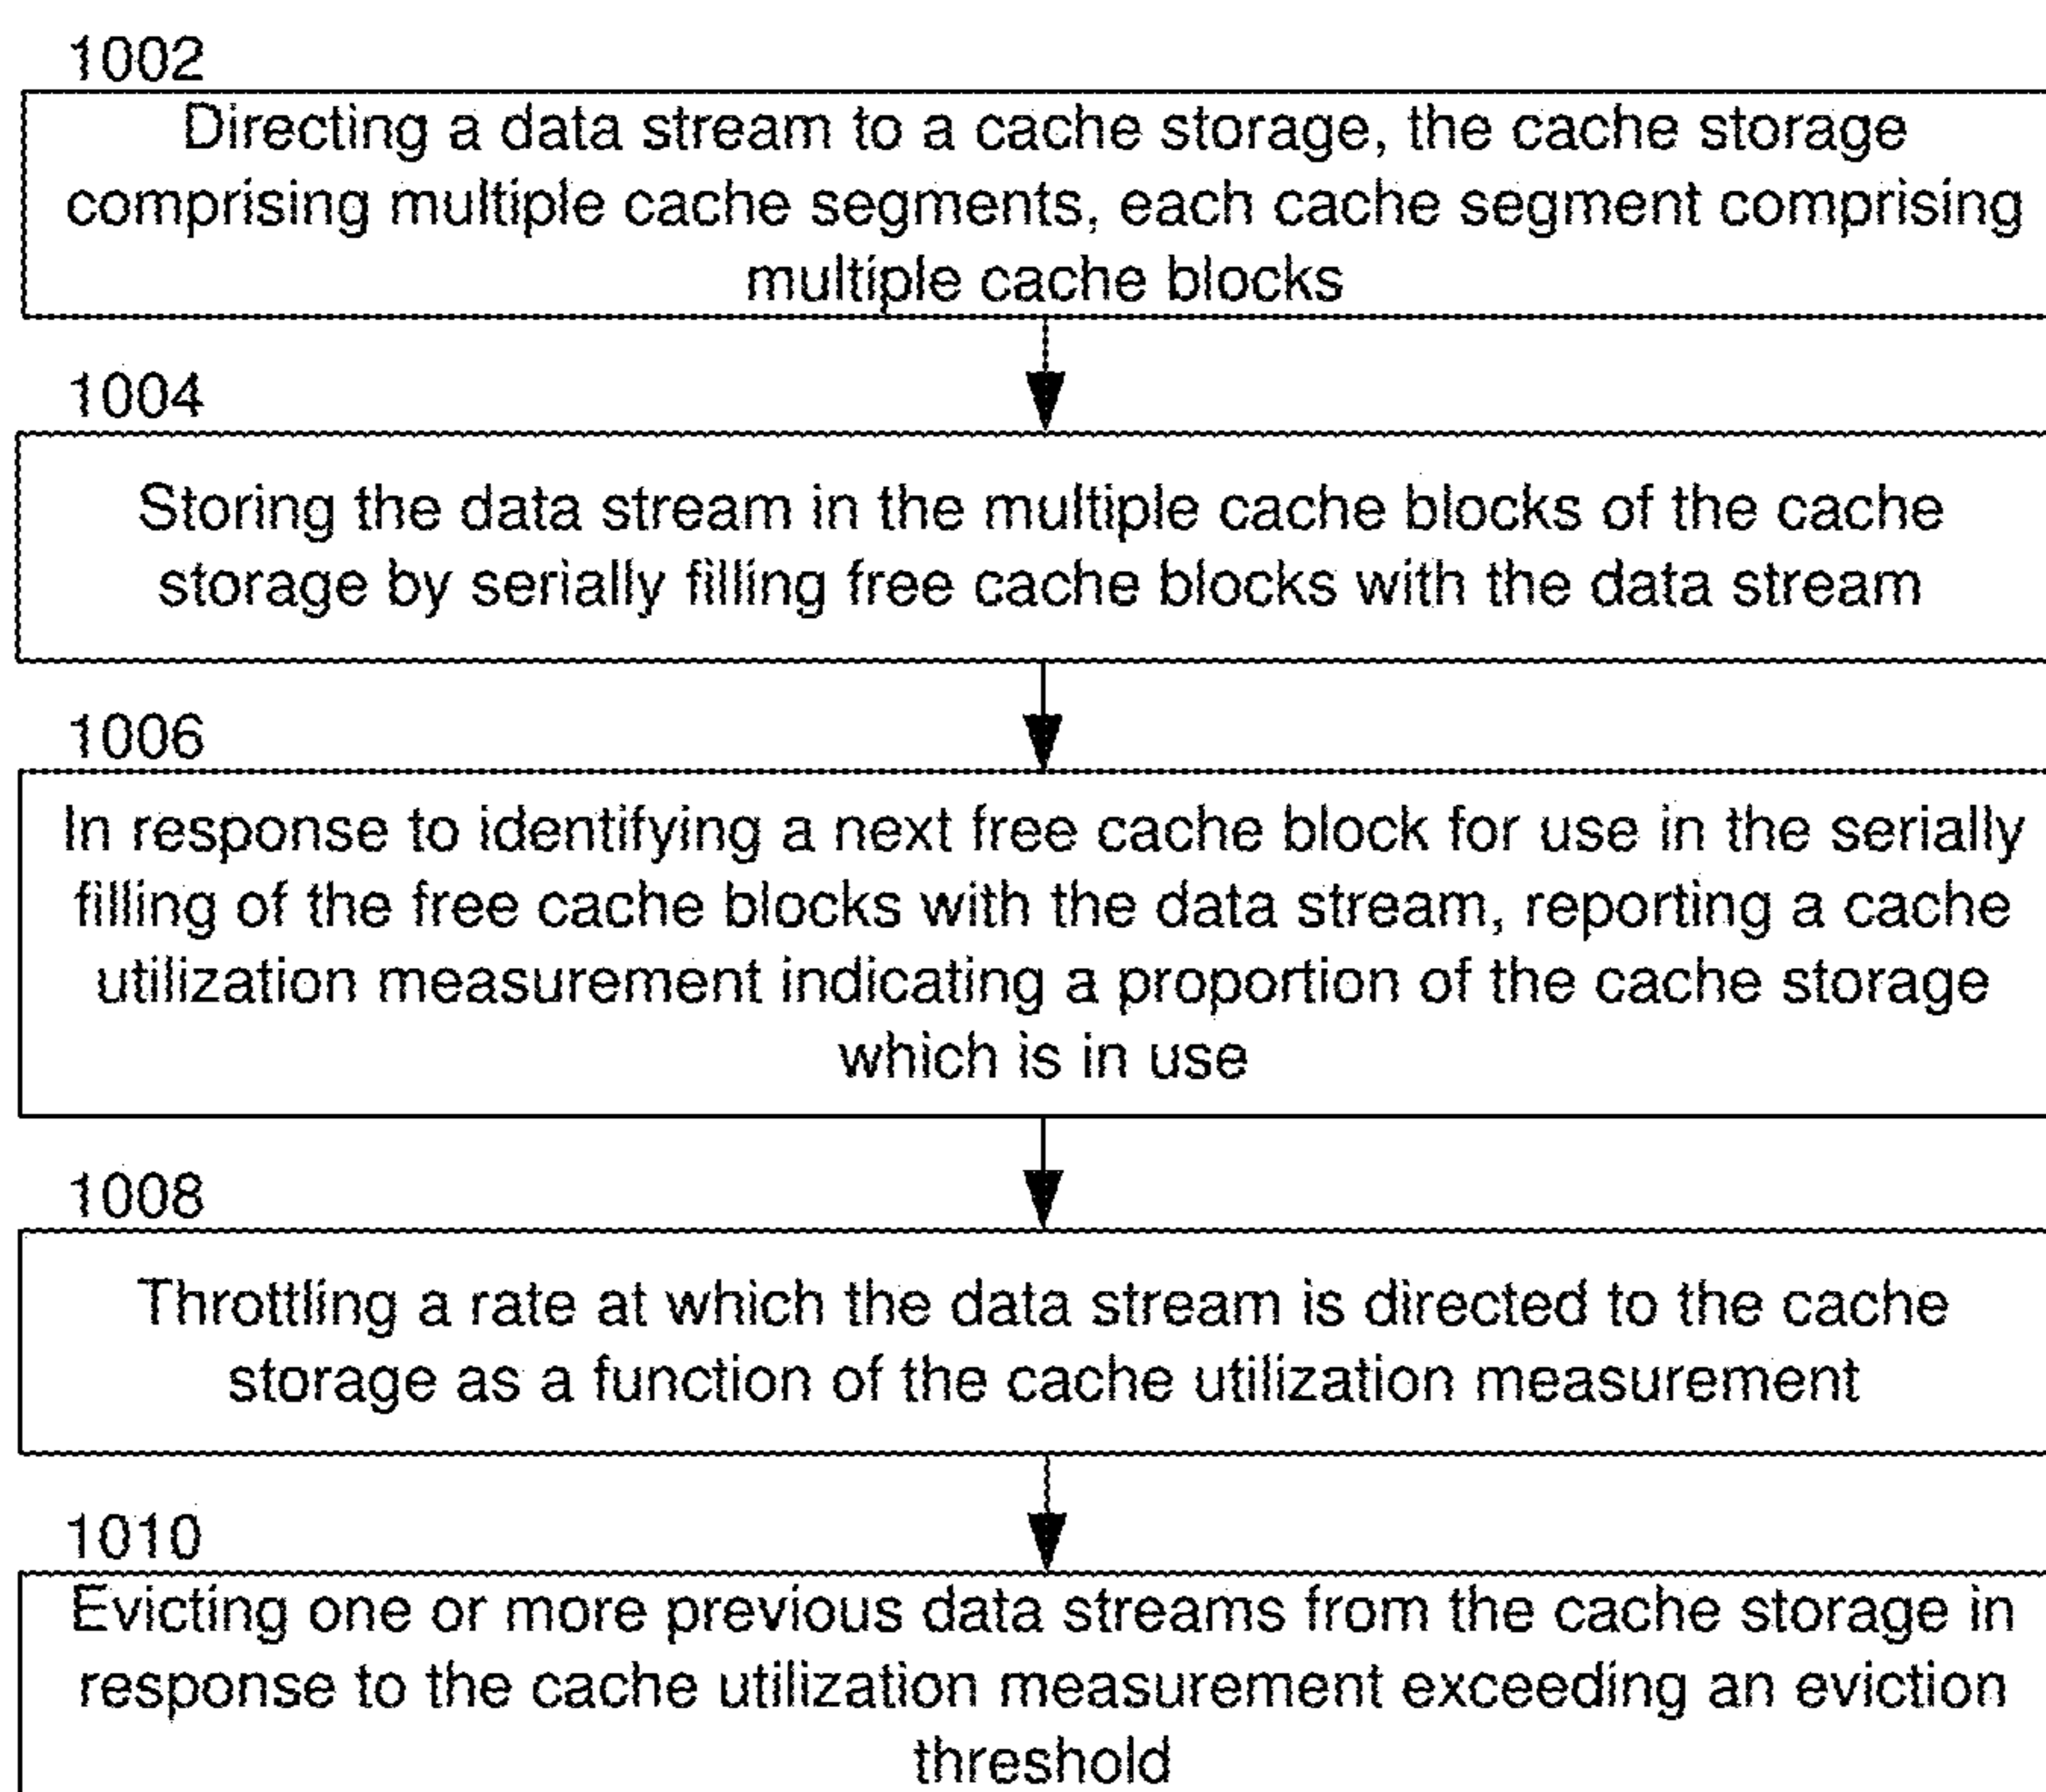 1002
Directing a data stream to a cache storage, the cache storage
comprising multiple cache segments, each cache segment comprising
multiple cache blocks
1004
Storing the data stream in the multiple cache blocks of the cache
storage by serially filling free cache blocks with the data stream
1006
In response to identifying a next free cache block for use in the serially
filling of the free cache blocks with the data stream, reporting a cache
utilization measurement indicating a proportion of the cache storage
which is in use
1008
Throttling a rate at which the data stream is directed to the cache
storage as a function of the cache utilization measurement
1010
Evicting one or more previous data streams from the cache storage in
response to the cache utilization measurement exceeding an eviction
threshold